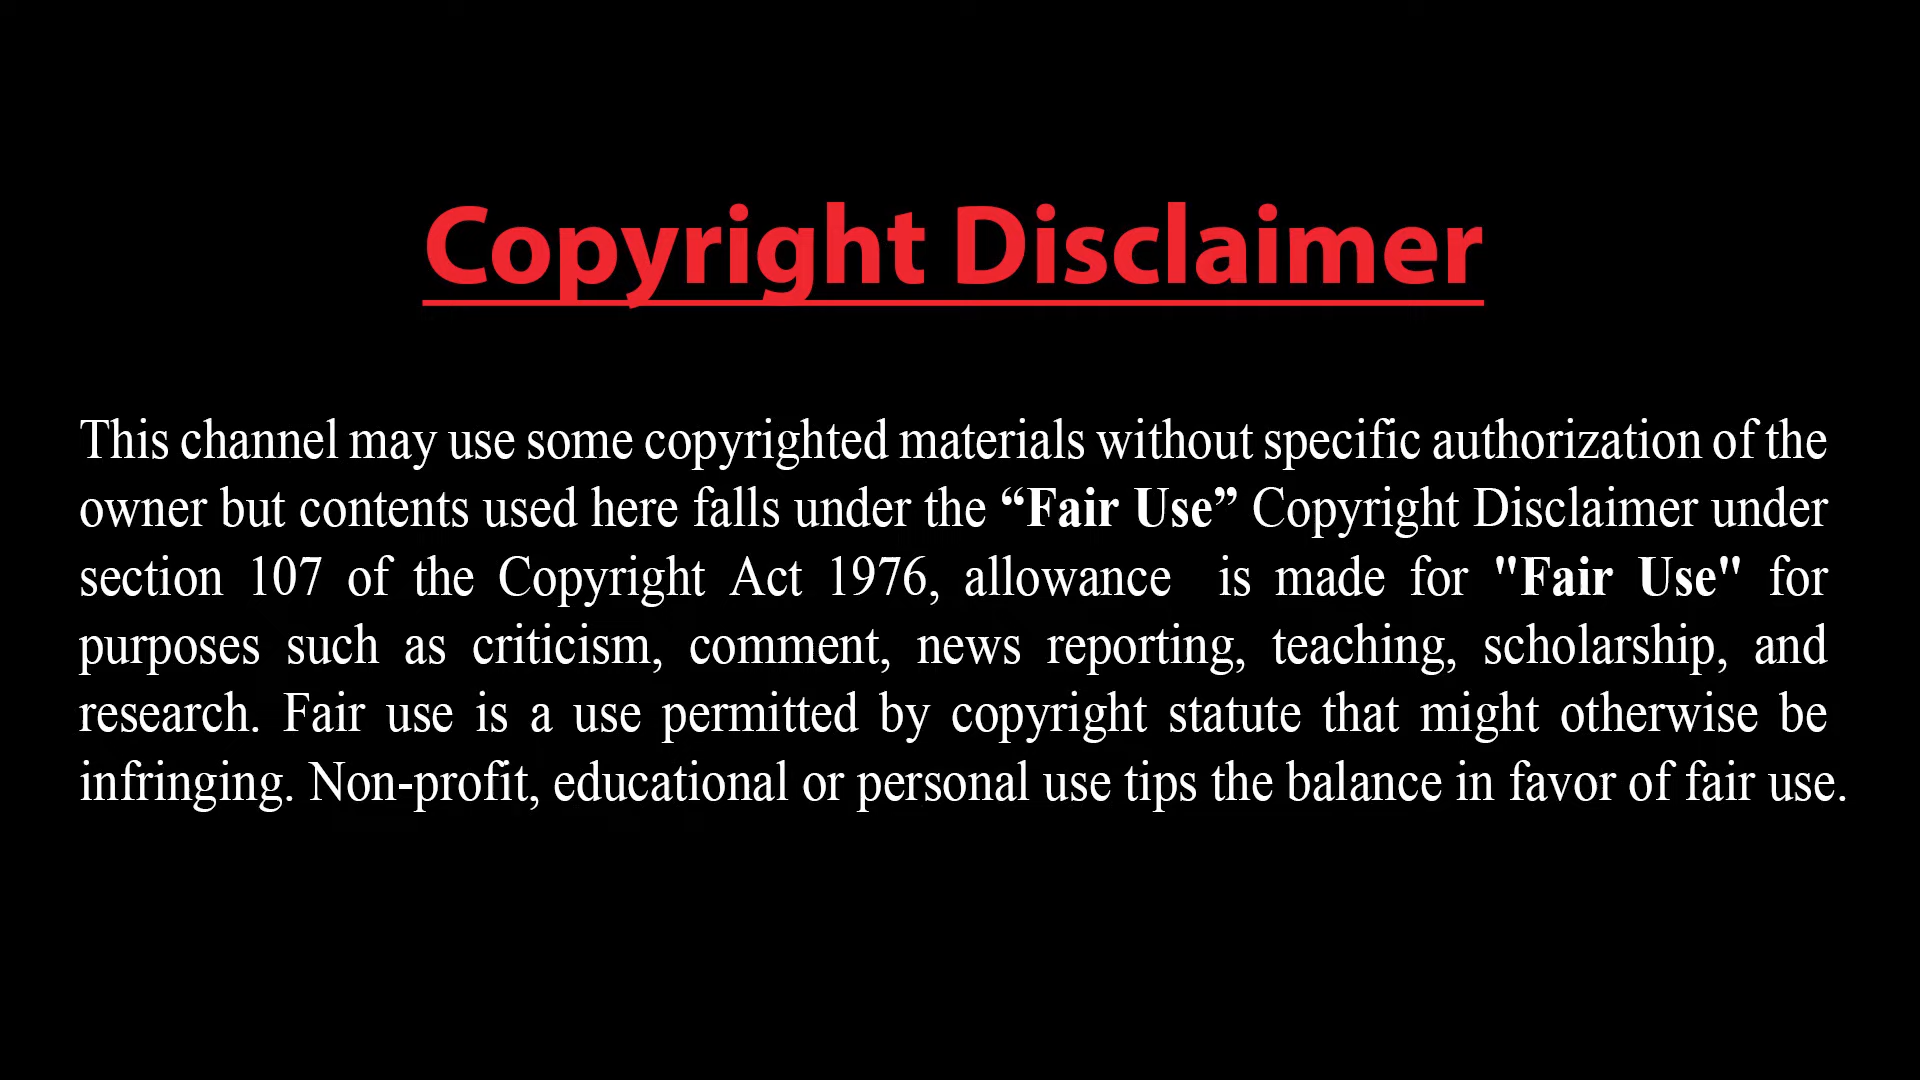 Copyright Disclaimer
This channel may use some copyrighted materials without specific authorization of the
owner but contents used here falls under the “Fair Use” Copyright Disclaimer under
section 107 of the Copyright Act 1976, allowance is made for "Fair Use" for
purposes such as criticism, comment, news reporting, teaching, scholarship, and
research. Fair use is a use permitted by copyright statute that might otherwise be
infringing. Non-profit, educational or personal use tips the balance in favor of fair use.